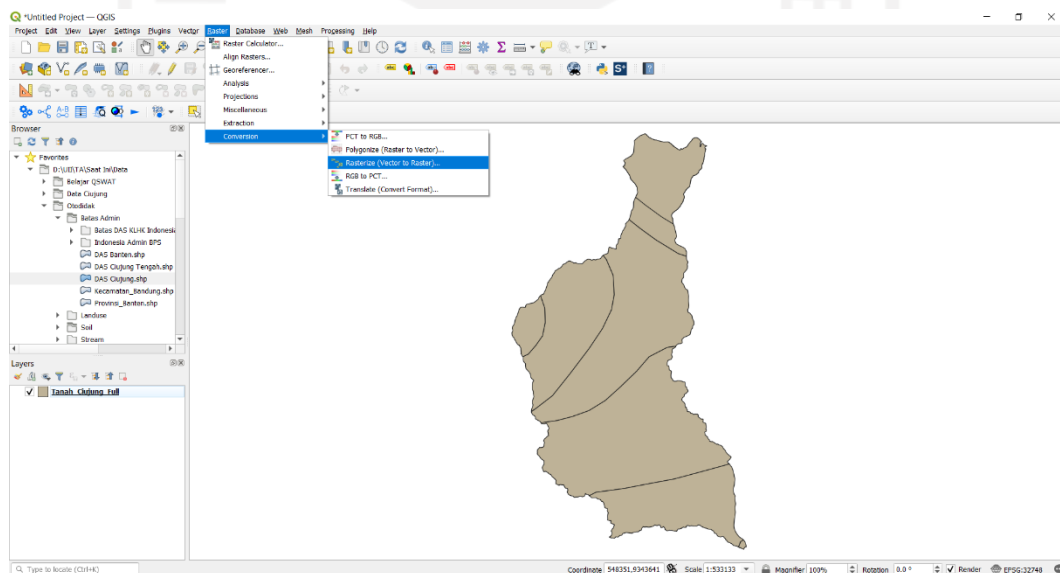 *Untitled Project — QGIS
Project Edit View Layer Settings Plugins Vector Raster Database Web Mesh Processing Help
Raster Calculator...
Align Rasters...
Georeferencer...
Analysis
Projections
Miscellaneous
Extraction
Conversion
PCT to RGB...
Polygonize (Raster to Vector)...
Rasterize (Vector to Raster)...
RGB to PCT...
Translate (Convert Format)...
Browser
Favorites
D:\UII\TA\Saat Ini\Data
Belajar QSWAT
Data Ciujung
Otodidak
Batas Admin
Batas DAS KLHK Indonesia
Indonesia Admin BPS
DAS Banten.shp
DAS Ciujung Tengah.shp
DAS Ciujung.shp
Kecamatan_Bandung.shp
Provinsi_Banten.shp
Landuse
Soil
Stream
Layers
Tanah_Ciujung_Full
Type to locate (Ctrl+K)
Coordinate 548351,9343641 Scale 1:533133 Magnifier 100% Rotation 0.0 ° Render EPSG:32748